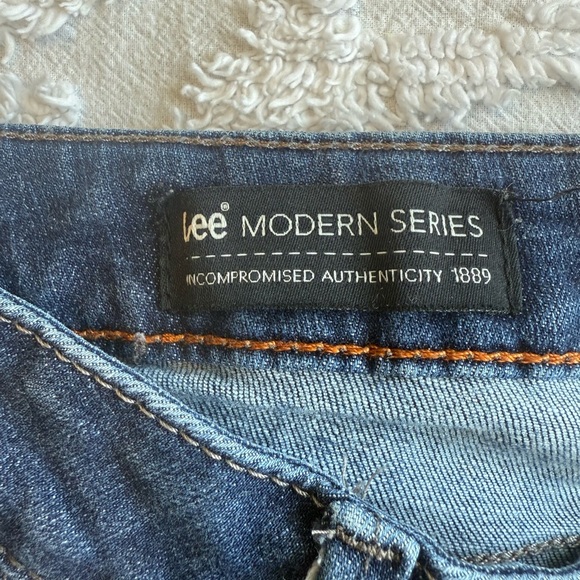 Lee® MODERN SERIES
UNCOMPROMISED AUTHENTICITY 1889